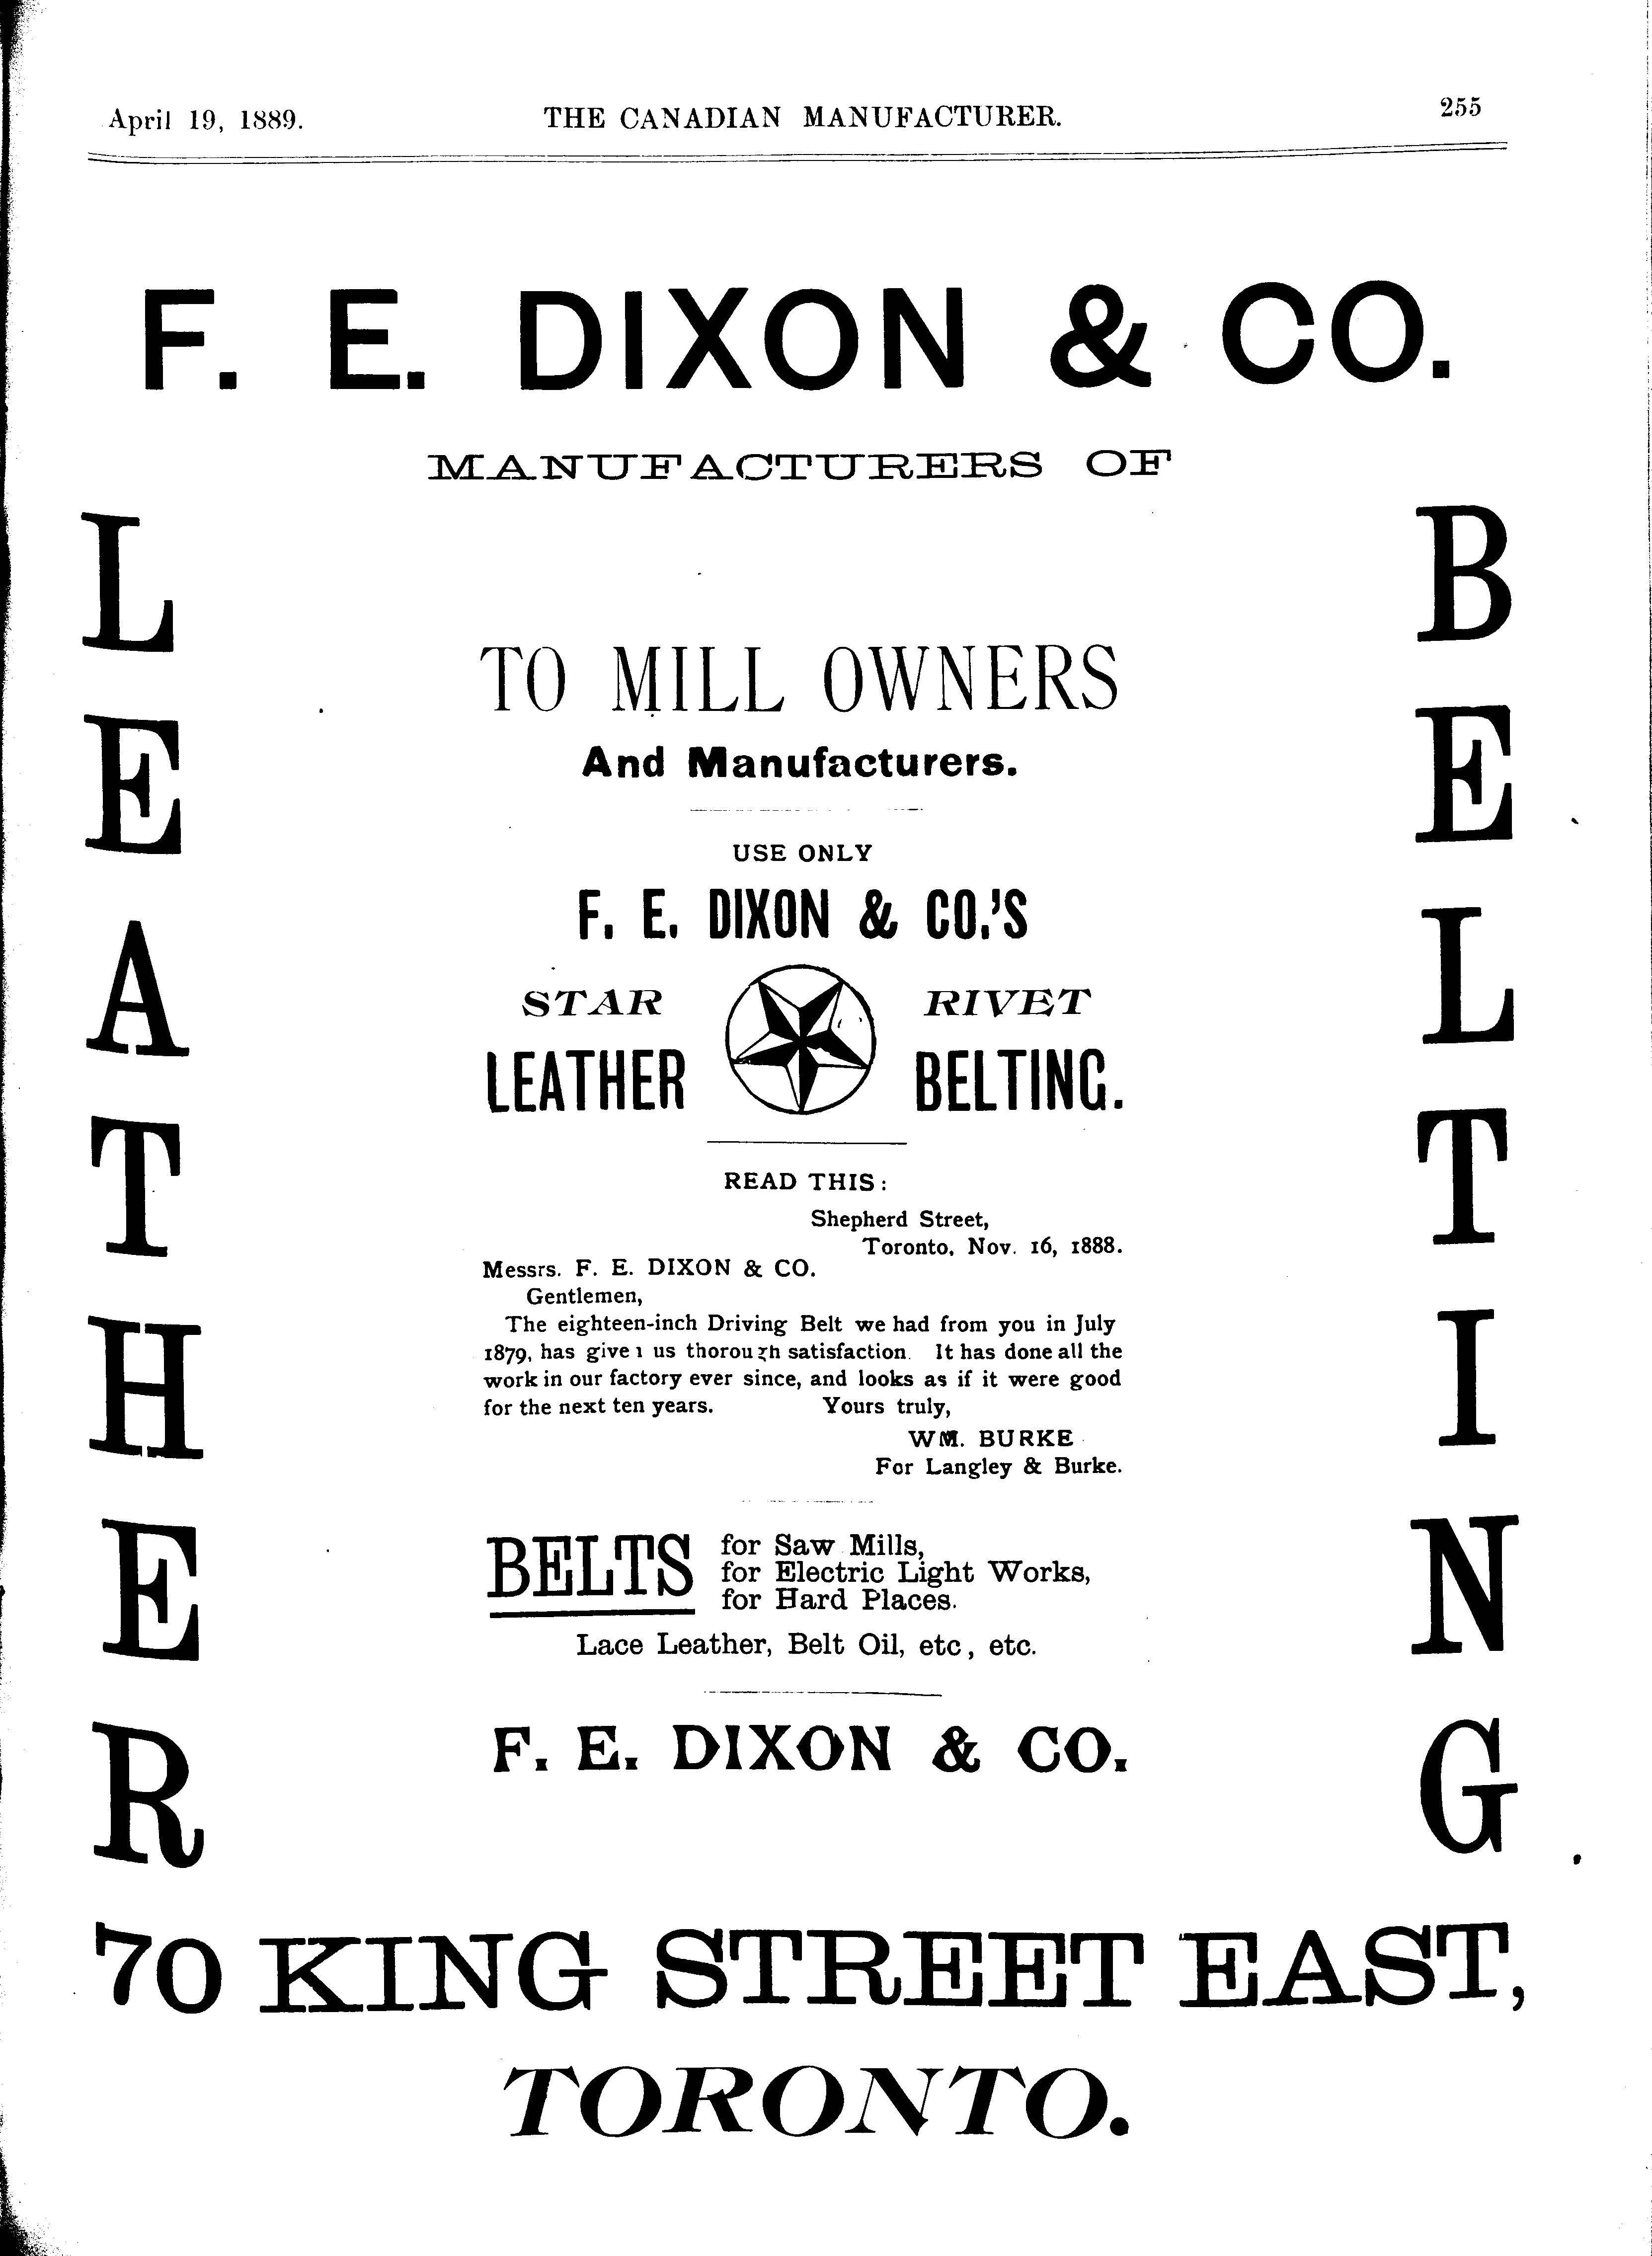 April 19, 1889.
THE CANADIAN MANUFACTURER.
255
F. E. DIXON & CO.
MANUFACTURERS OF
LEATHER
BELTING
TO MILL OWNERS
And Manufacturers.
USE ONLY
F. E. DIXON & CO.'S
STAR RIVET
LEATHER BELTING.
READ THIS:
Shepherd Street,
Toronto, Nov. 16, 1888.
Messrs. F. E. DIXON & CO.
Gentlemen,
The eighteen-inch Driving Belt we had from you in July
1879, has given us thorough satisfaction. It has done all the
work in our factory ever since, and looks as if it were good
for the next ten years. Yours truly,
WM. BURKE
For Langley & Burke.
BELTS
for Saw Mills,
for Electric Light Works,
for Hard Places.
Lace Leather, Belt Oil, etc, etc.
F. E. DIXON & CO.
70 KING STREET EAST,
TORONTO.